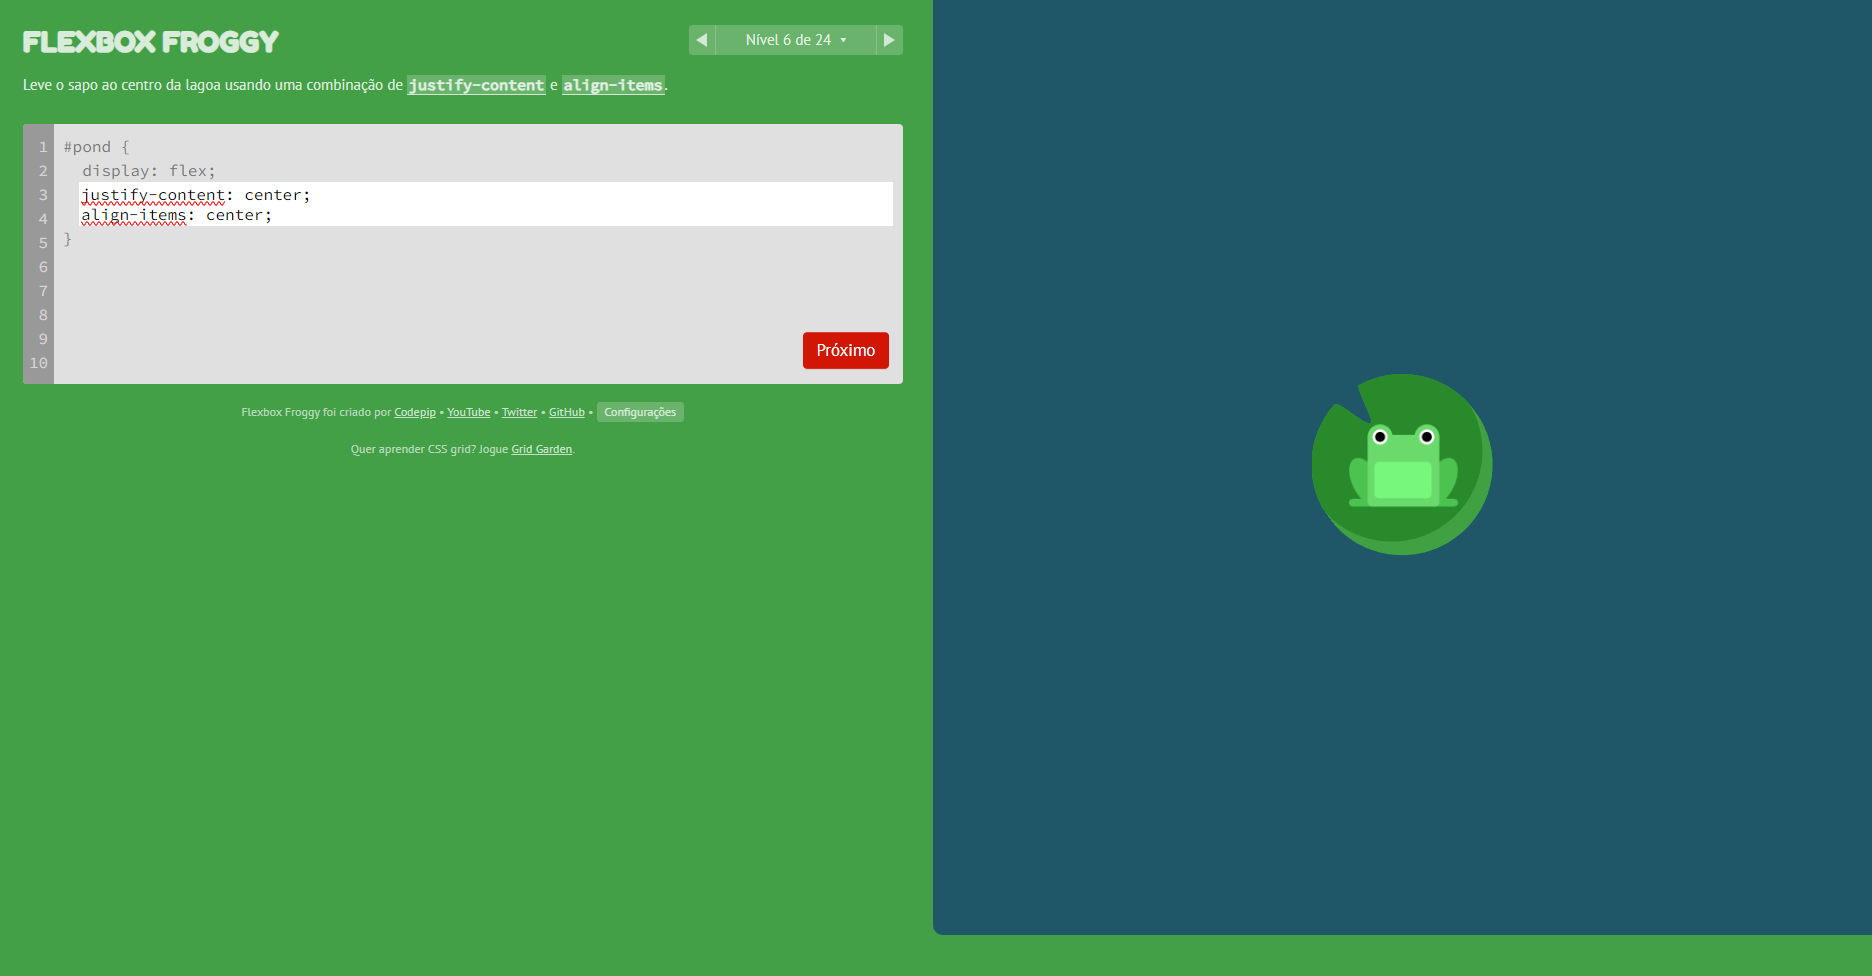 FLEXBOX FROGGY
Nível 6 de 24
Leve o sapo ao centro da lagoa usando uma combinação de justify-content e align-items.
1 #pond {
2 display: flex;
3 justify-content: center;
4 align-items: center;
5 }
6
7
8
9
10
Próximo
Flexbox Froggy foi criado por Codepip • YouTube • Twitter • GitHub • Configurações
Quer aprender CSS grid? Jogue Grid Garden.